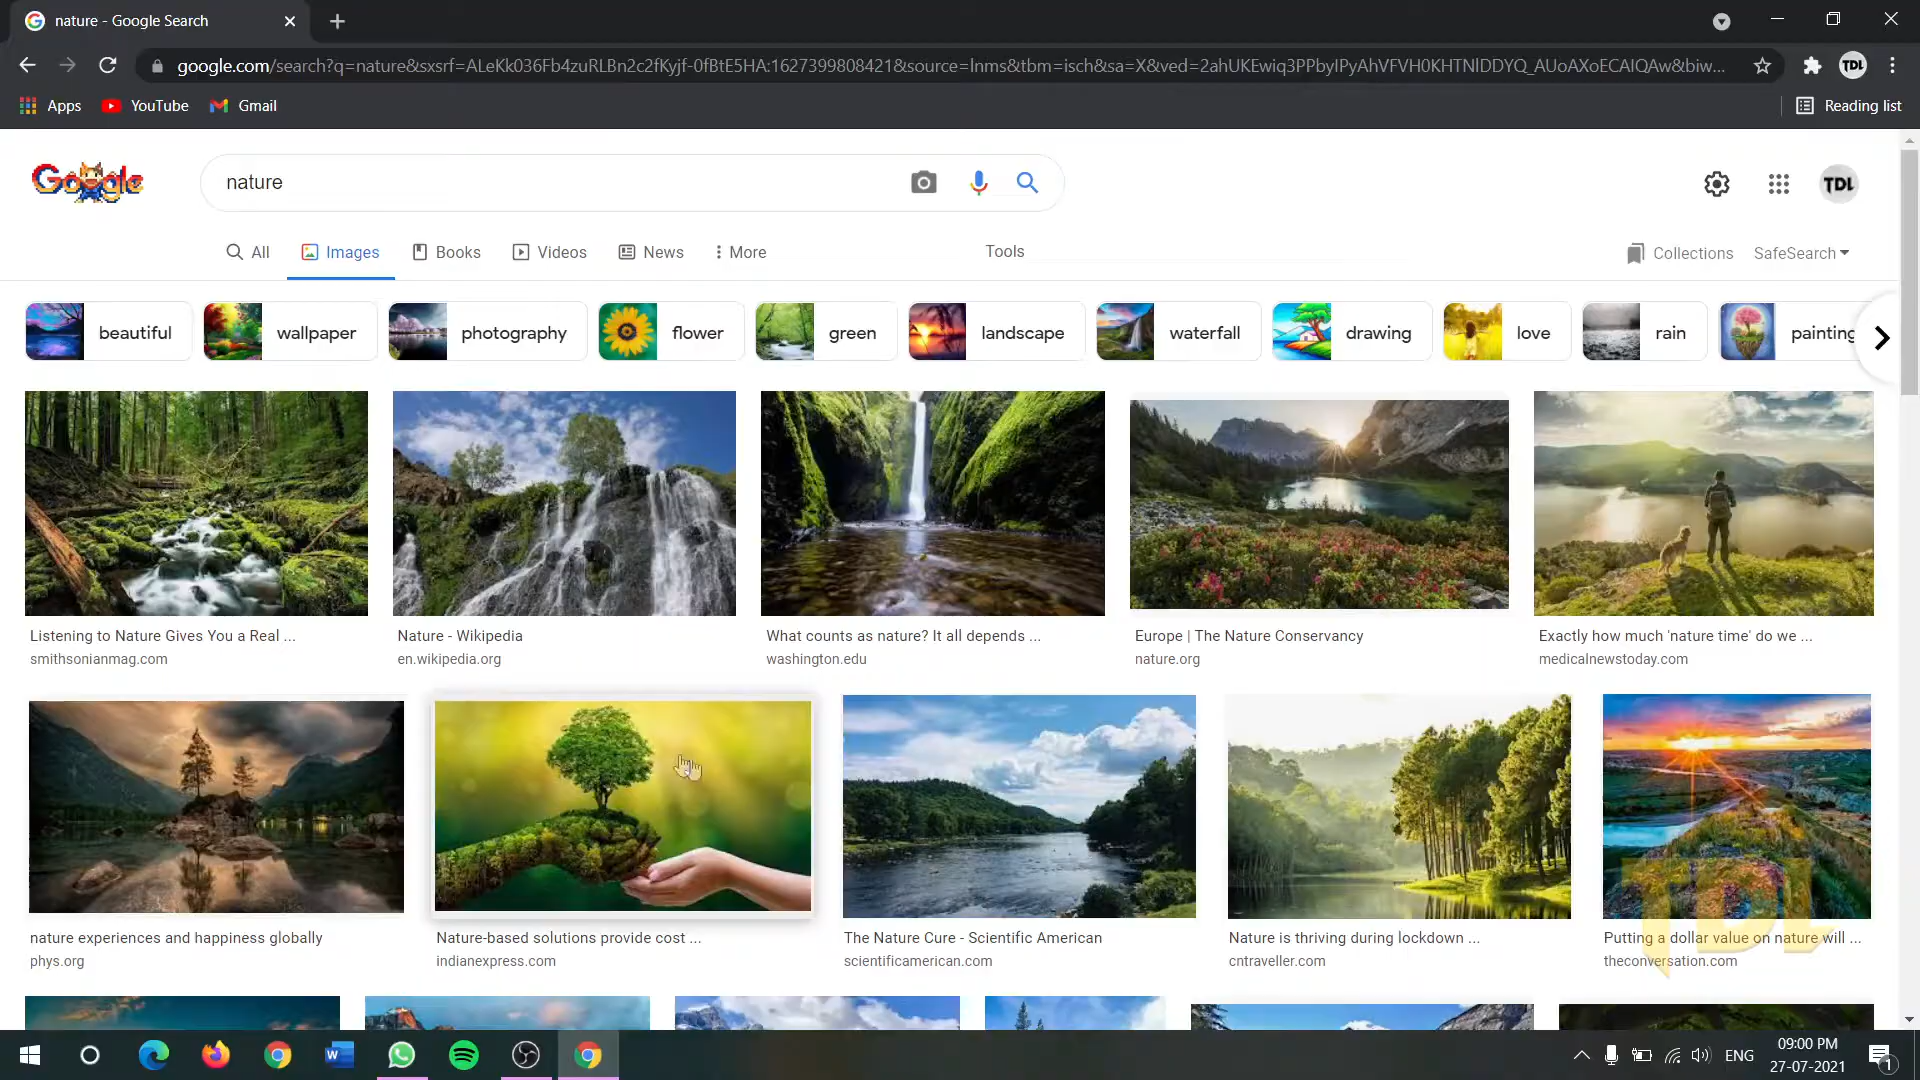 nature - Google Search
google.com/search?q=nature&sxsrf=ALeKk036Fb4zuRLBn2c2fKyjf-0fBtE5HA:1627399808421&source=lnms&tbm=isch&sa=X&ved=2ahUKEwiq3PPbyIPyAhVFVH0KHTNlDDYQ_AUoAXoECAIQAw&biw...
TDL
Apps YouTube Gmail Reading list
Google nature TDL
All Images Books Videos News More Tools Collections SafeSearch
beautiful wallpaper photography flower green landscape waterfall drawing love rain painting
Listening to Nature Gives You a Real ... Nature - Wikipedia What counts as nature? It all depends ... Europe | The Nature Conservancy Exactly how much 'nature time' do we ...
smithsonianmag.com en.wikipedia.org washington.edu nature.org medicalnewstoday.com
nature experiences and happiness globally Nature-based solutions provide cost ... The Nature Cure - Scientific American Nature is thriving during lockdown ... Putting a dollar value on nature will ...
phys.org indianexpress.com scientificamerican.com cntraveller.com theconversation.com
TDL
09:00 PM
ENG
27-07-2021
1